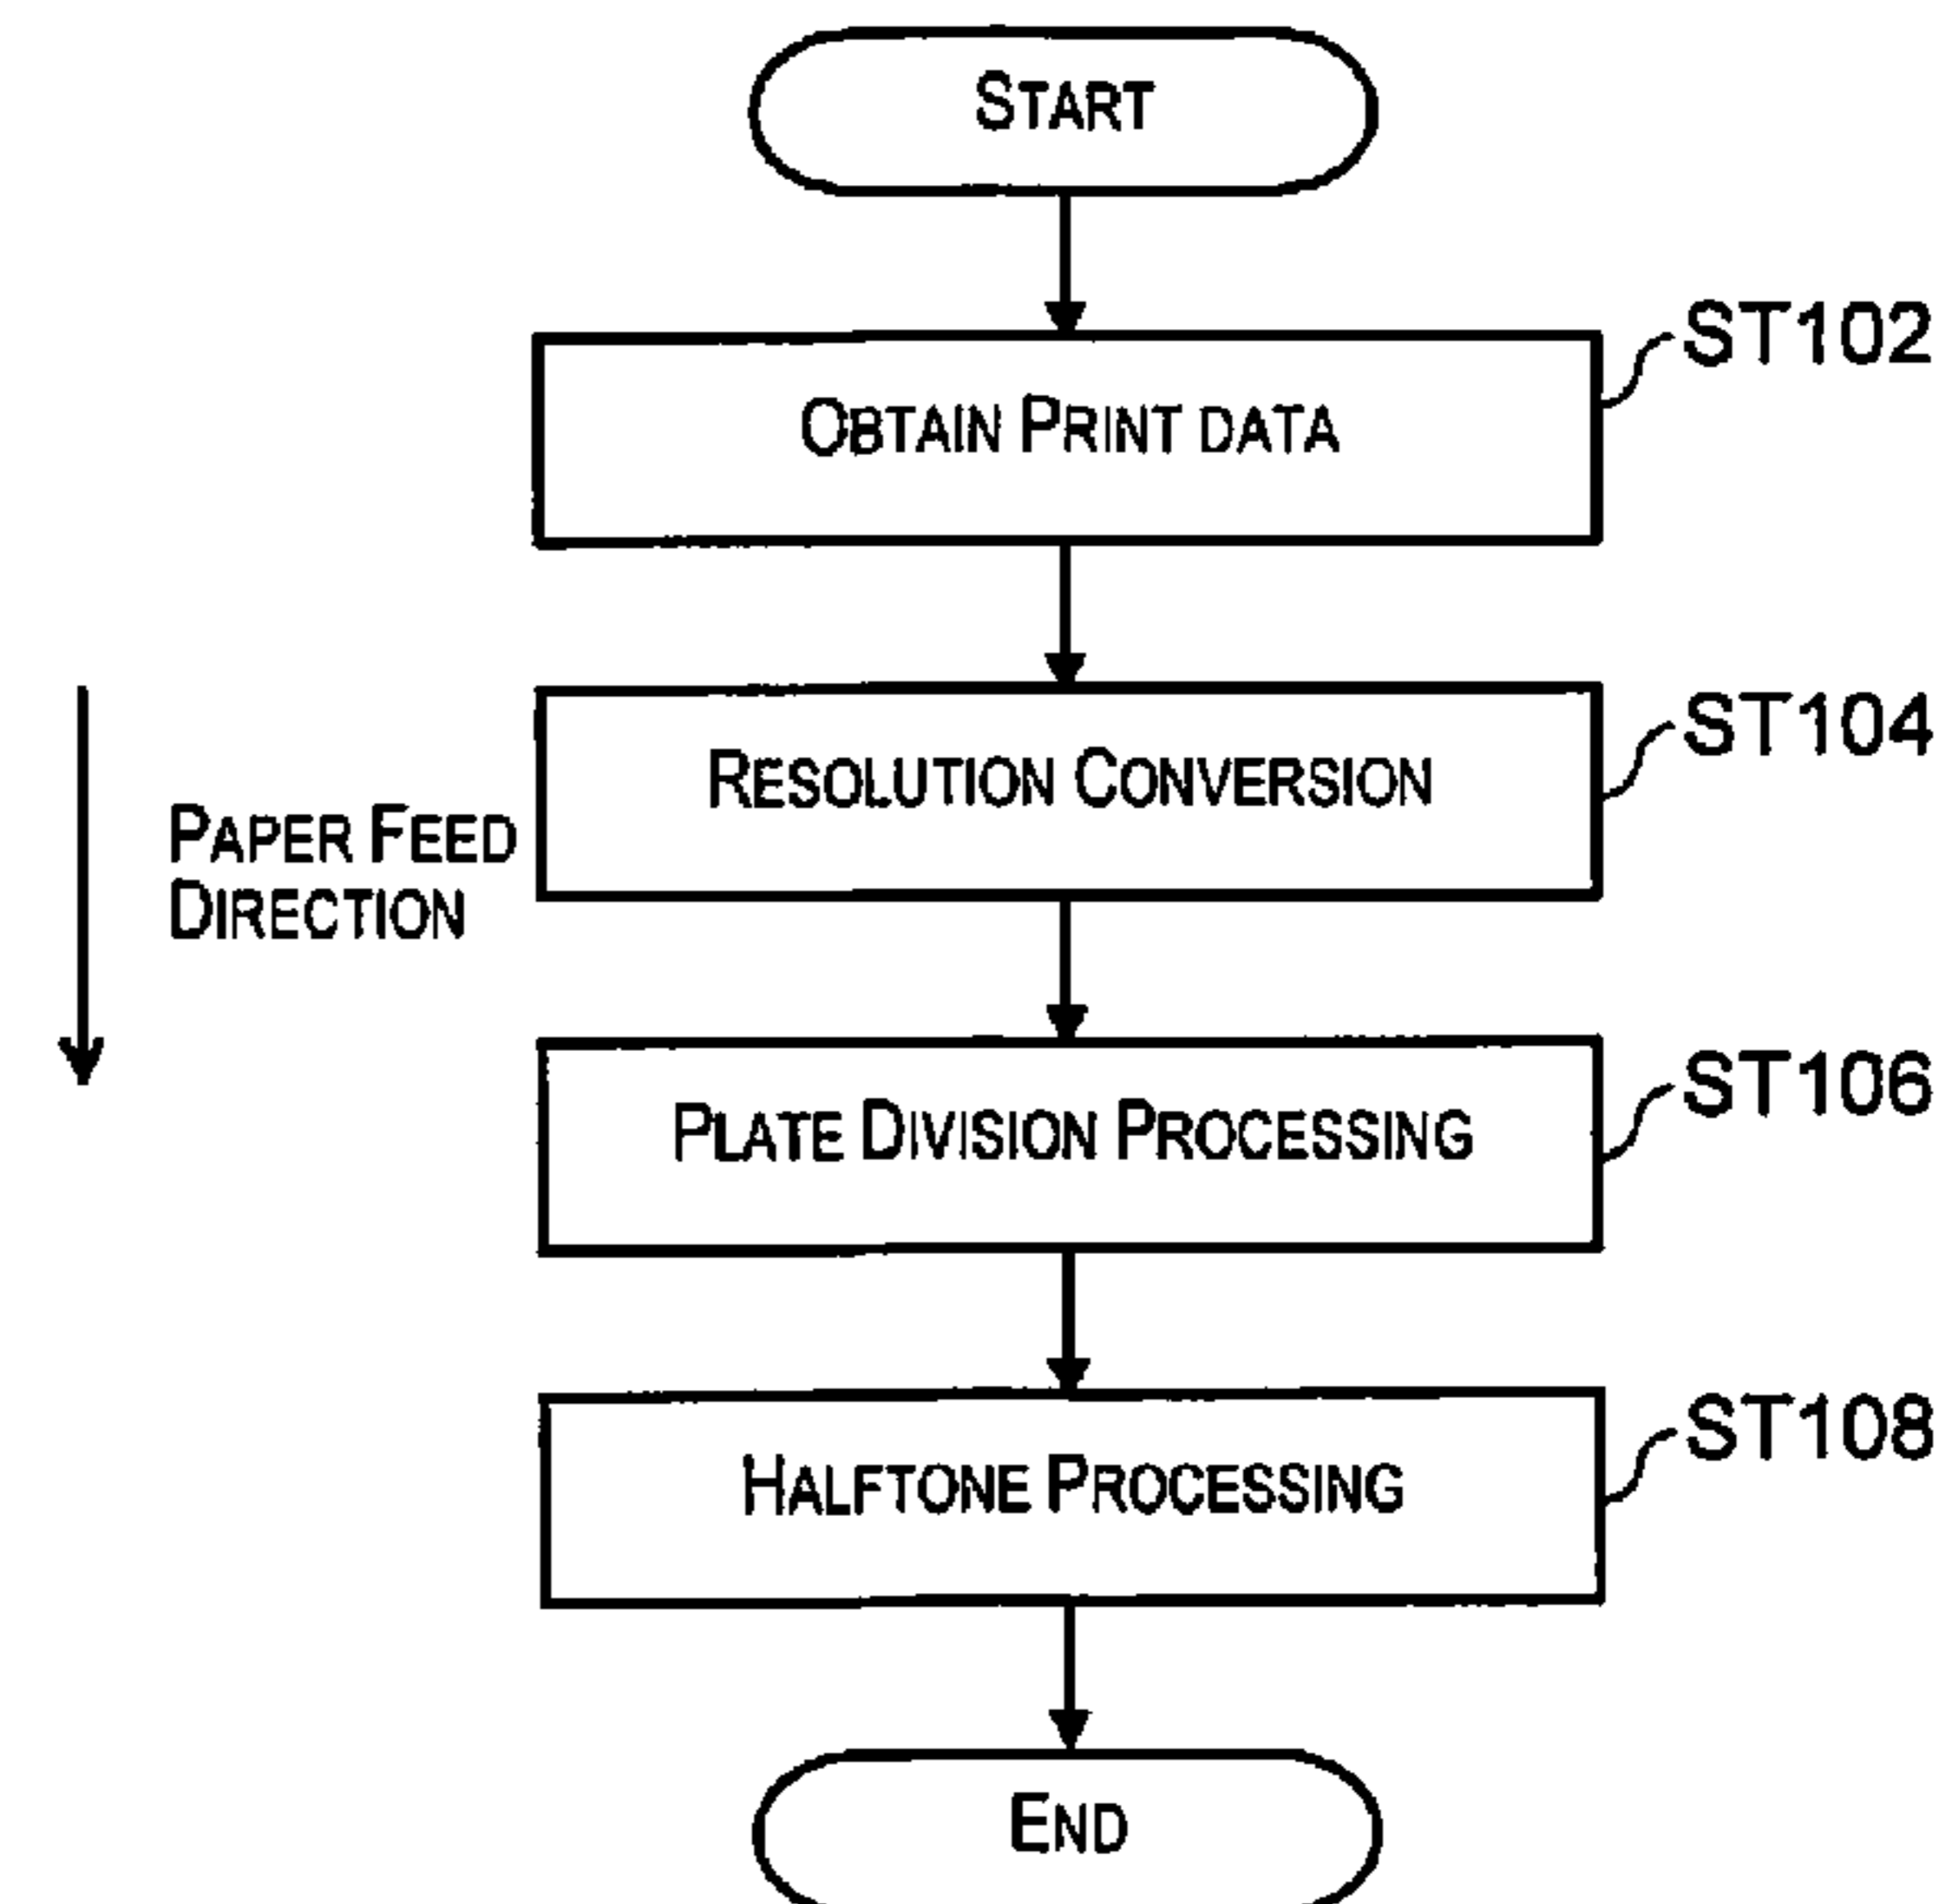 START
OBTAIN PRINT DATA
ST102
RESOLUTION CONVERSION
ST104
PAPER FEED
DIRECTION
PLATE DIVISION PROCESSING
ST106
HALFTONE PROCESSING
ST108
END